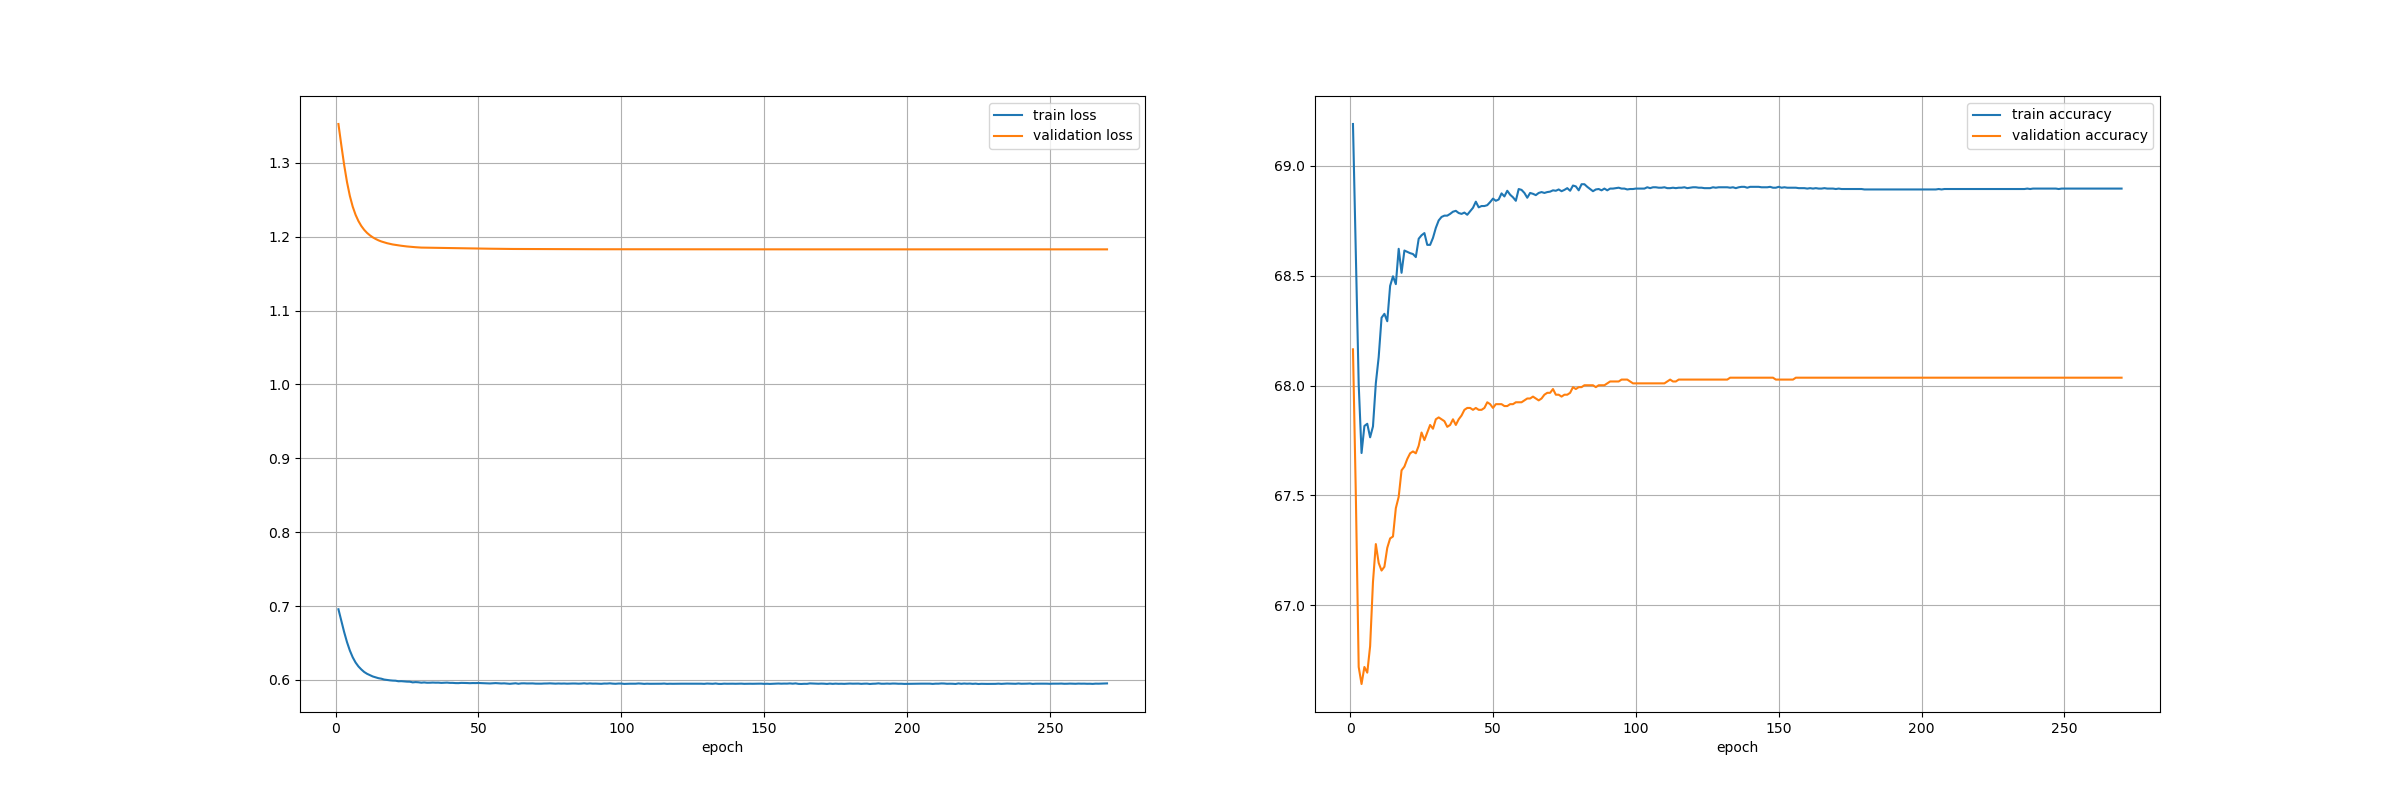 train loss
validation loss
1.3
1.2
1.1
1.0
0.9
0.8
0.7
0.6
0 50 100 150 200 250
epoch
train accuracy
validation accuracy
69.0
68.5
68.0
67.5
67.0
0 50 100 150 200 250
epoch